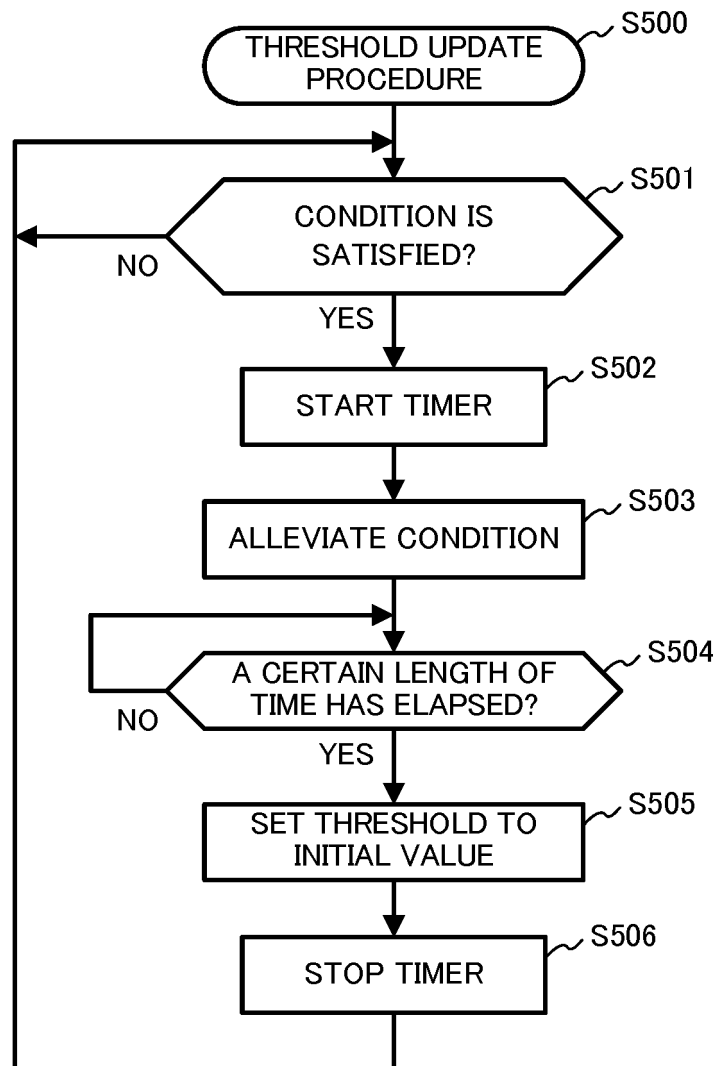 S500
THRESHOLD UPDATE
PROCEDURE
S501
CONDITION IS
SATISFIED?
NO
YES
S502
START TIMER
S503
ALLEVIATE CONDITION
S504
A CERTAIN LENGTH OF
TIME HAS ELAPSED?
NO
YES
S505
SET THRESHOLD TO
INITIAL VALUE
S506
STOP TIMER